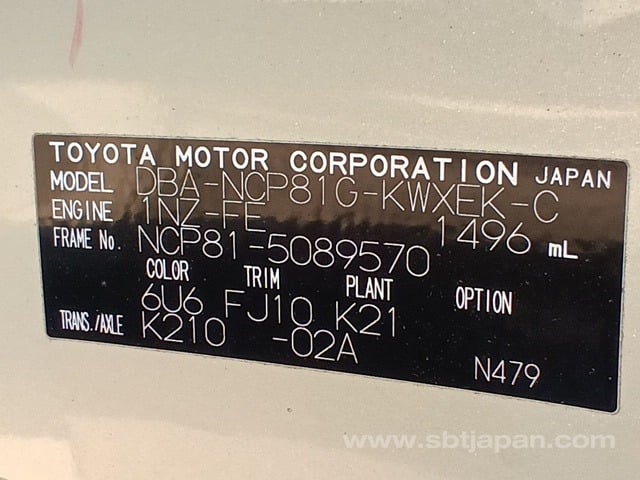 TOYOTA MOTOR CORPORATION JAPAN
MODEL DBA-NCP81G-KWXEK-C
ENGINE 1NZ-FE 1496 mL
FRAME No. NCP81-5089570
COLOR TRIM PLANT OPTION
6U6 FJ10 K21
TRANS./AXLE K210 -02A
N479
www.sbtjapan.com